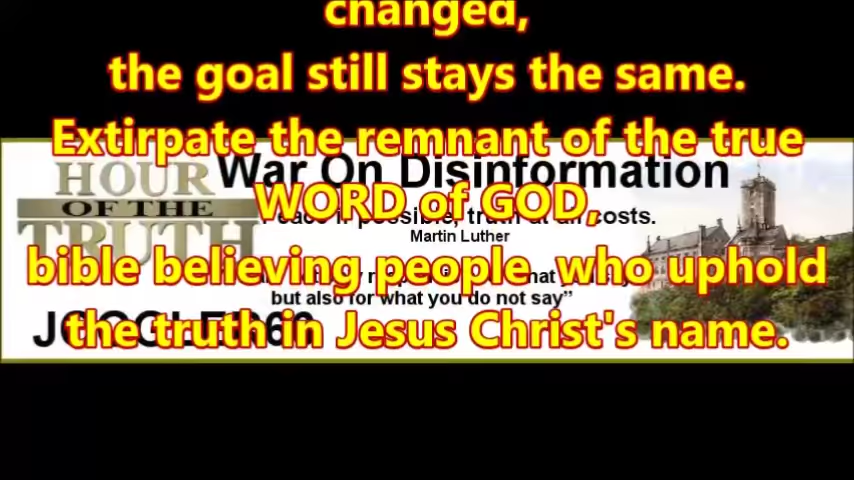 changed,
the goal still stays the same.
Extirpate the remnant of the true
WORD of GOD,
bible believing people, who uphold
the truth in Jesus Christ's name.
HOUR
OF THE
TRUTH
War On Disinformation
if possible, truth at all costs.
Martin Luther
but also for what you do not say”